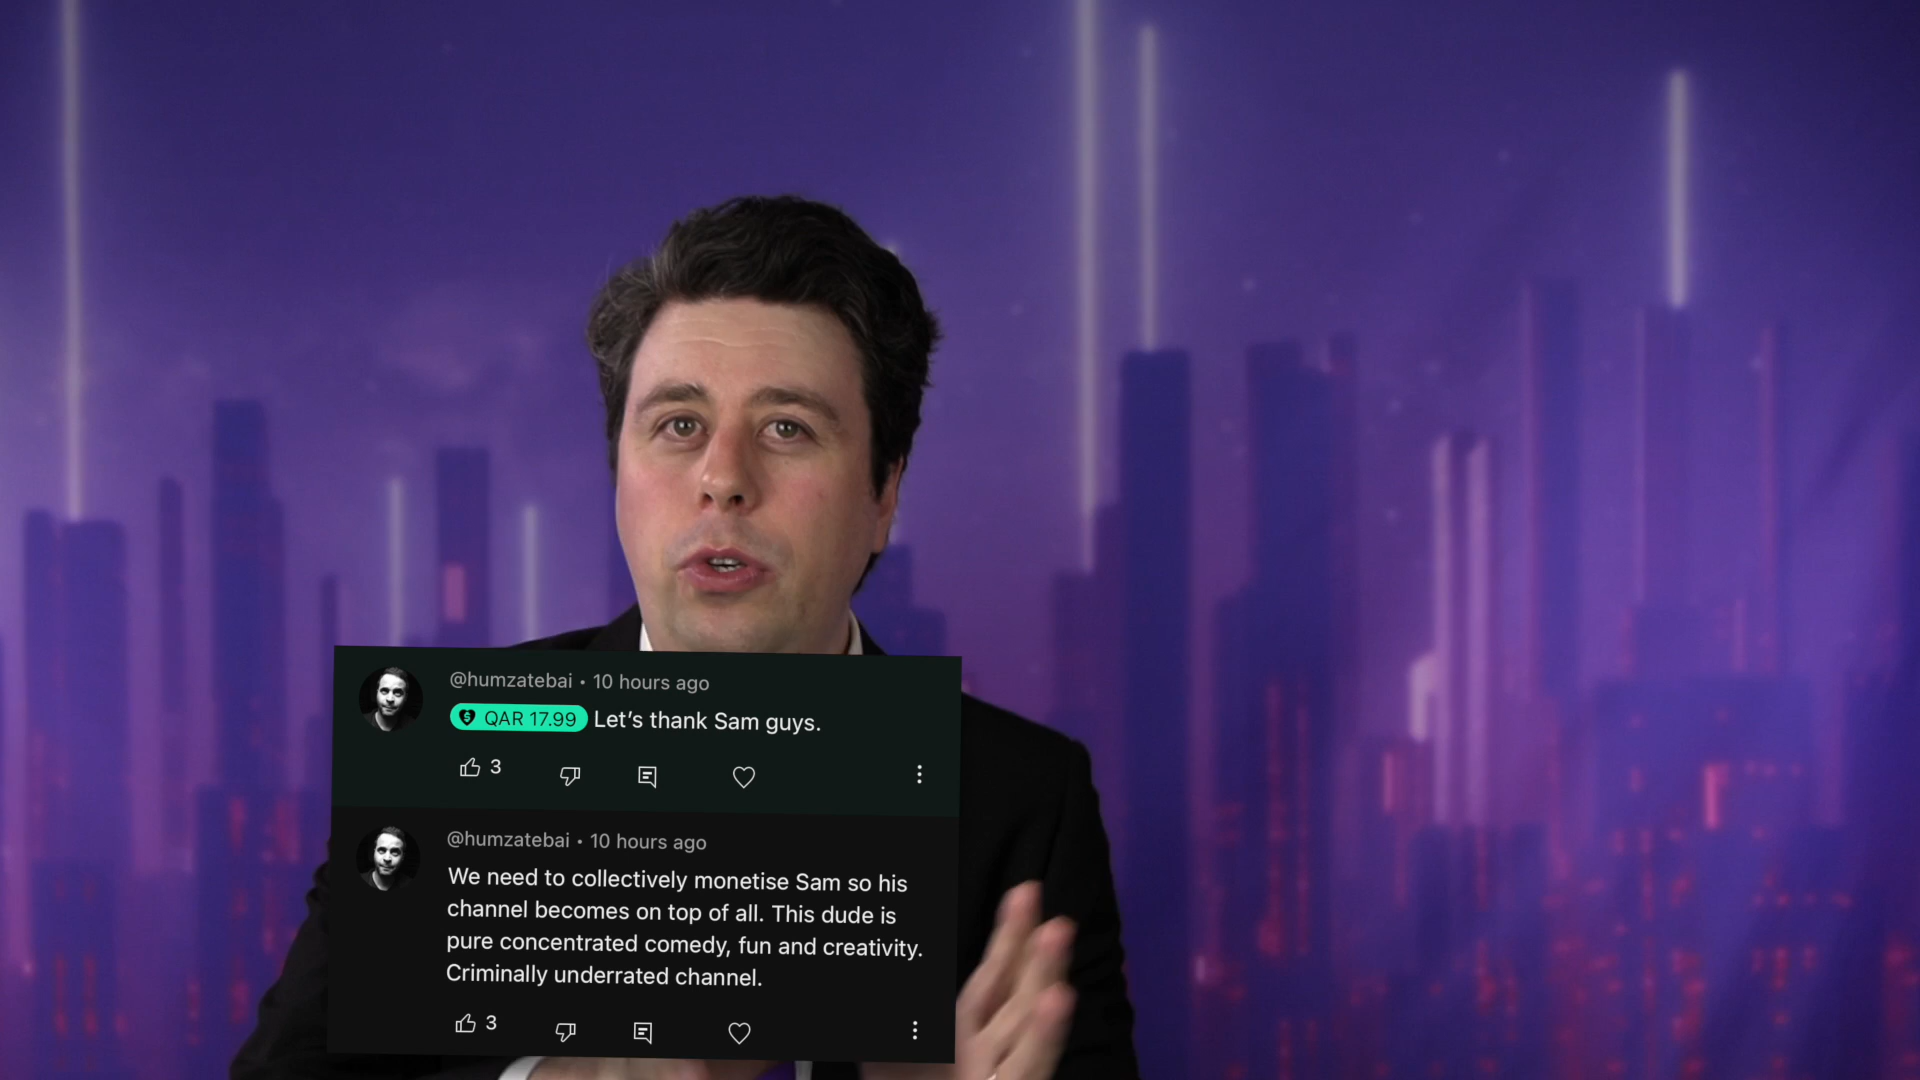 @humzatebai • 10 hours ago
QAR 17.99 Let's thank Sam guys.
3
@humzatebai • 10 hours ago
We need to collectively monetise Sam so his
channel becomes on top of all. This dude is
pure concentrated comedy, fun and creativity.
Criminally underrated channel.
3